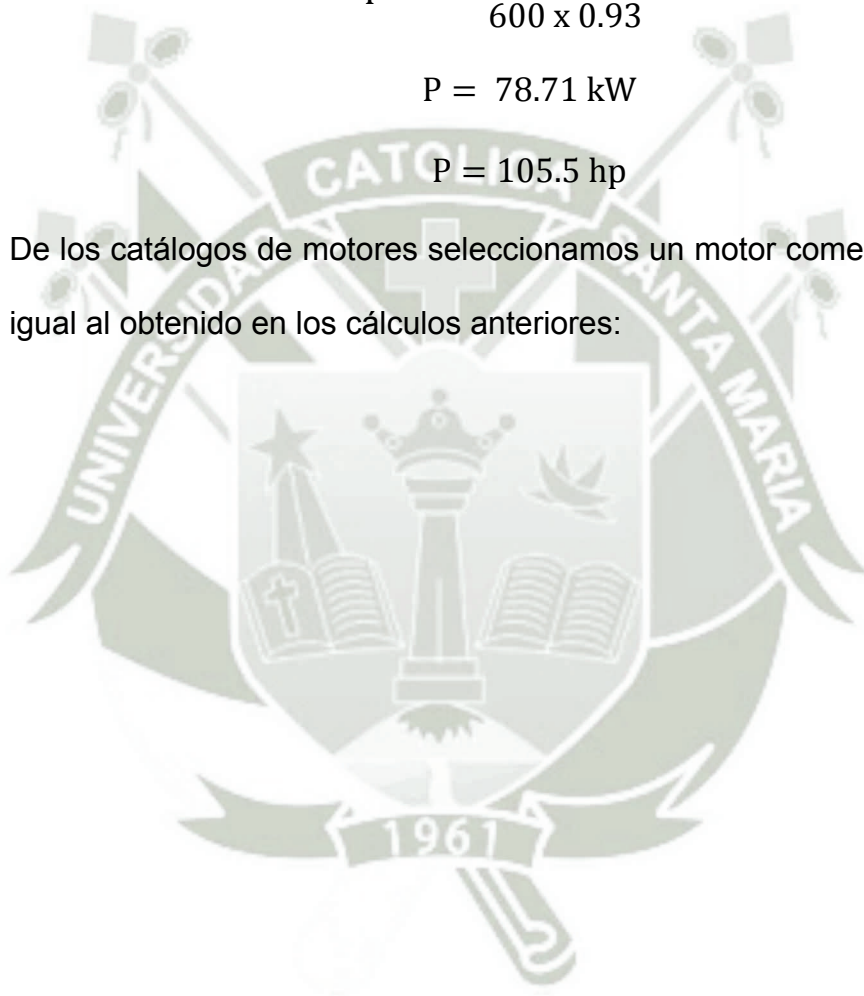 600 x 0.93
P = 78.71 kW
P = 105.5 hp
De los catálogos de motores seleccionamos un motor
igual al obtenido en los cálculos anteriores:
UNIVERSIDAD CATOLICA SANTA MARIA
1961